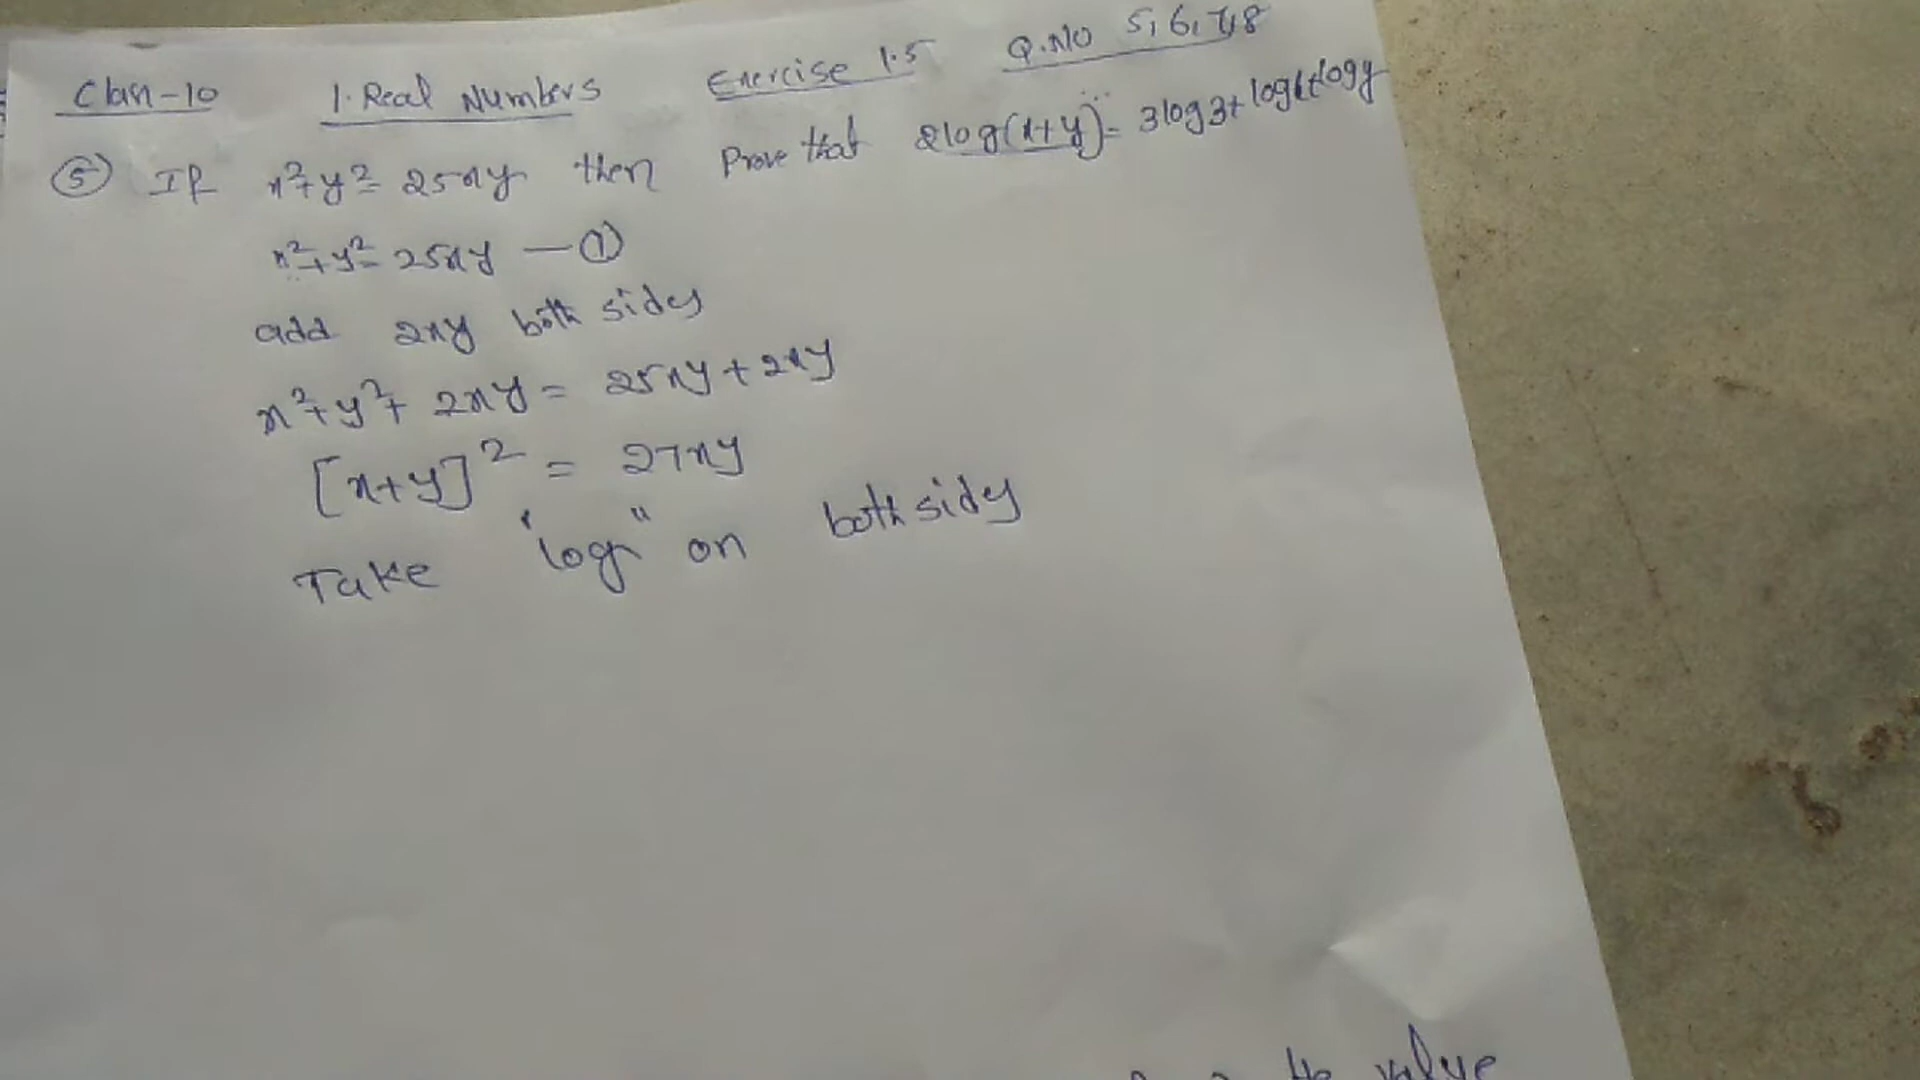 Class-10 1. Real Numbers Exercise 1.5 Q.No 5, 6, 7, 8
⑤ If x²+y²=25xy then Prove that 2log(x+y)=3log3+logx+logy
x²+y²=25xy — ①
add 2xy both sides
x²+y²+2xy=25xy+2xy
[x+y]²=27xy
Take "log" on both sides
the value